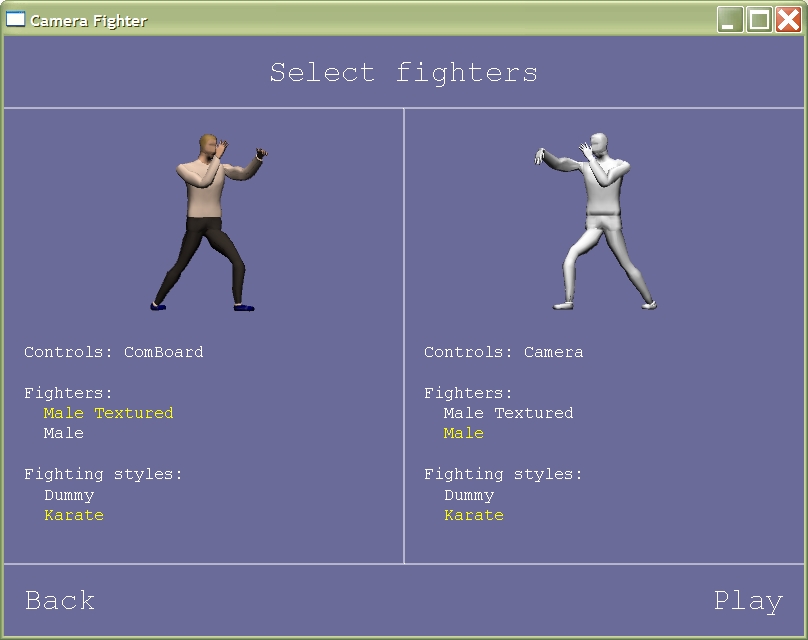 Camera Fighter
Select fighters
Controls: ComBoard
Fighters:
Male Textured
Male
Fighting styles:
Dummy
Karate
Controls: Camera
Fighters:
Male Textured
Male
Fighting styles:
Dummy
Karate
Back
Play